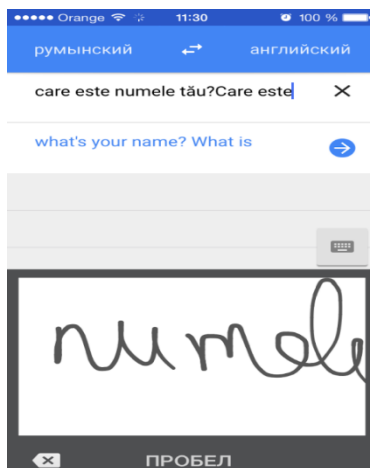 Orange 11:30 100 %
румынский английский
care este numele tău?Care este
what's your name? What is
numele
ПРОБЕЛ